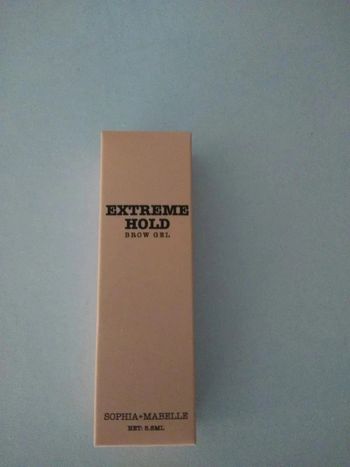 EXTREME
HOLD
BROW GEL
SOPHIA+MABELLE
NET: 5.5ML